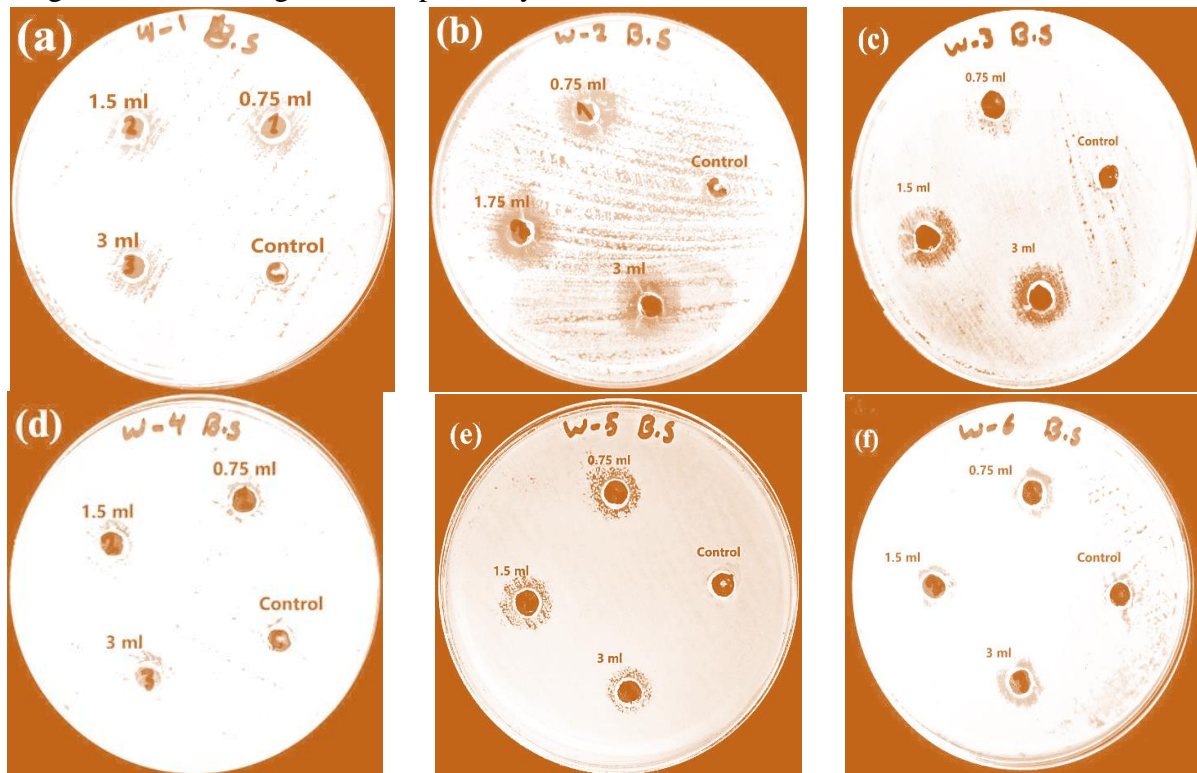 (a)
W-1 B.S
1.5 ml
0.75 ml
2
1
3 ml
Control
3
C
(b)
W-2 B.S
0.75 ml
1
Control
C
1.75 ml
3 ml
(c)
W-3 B.S
0.75 ml
Control
1.5 ml
3 ml
(d)
W-4 B.S
0.75 ml
1.5 ml
Control
3 ml
3
(e)
W-5 B.S
0.75 ml
Control
1.5 ml
3 ml
(f)
W-6 B.S
0.75 ml
1.5 ml
Control
3 ml